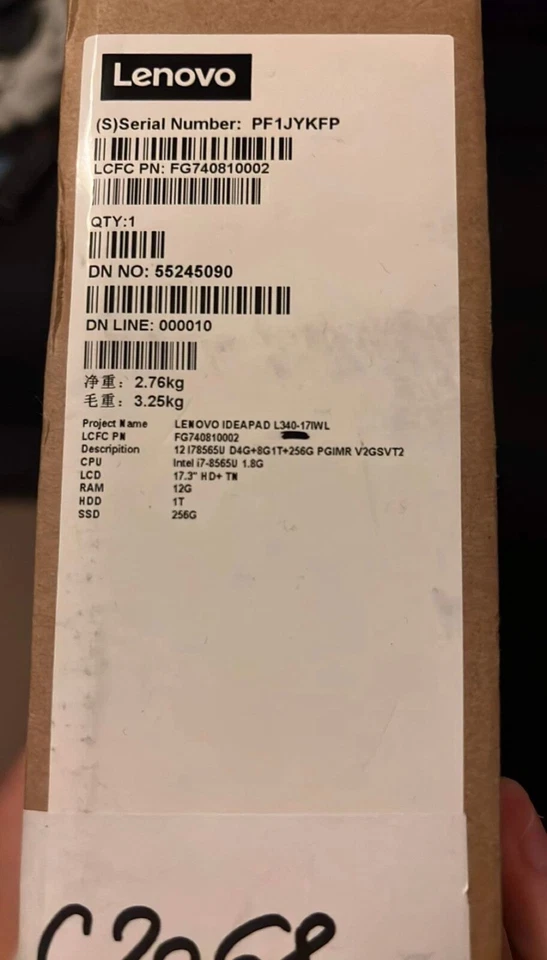 Lenovo
(S)Serial Number: PF1JYKFP
LCFC PN: FG740810002
QTY:1
DN NO: 55245090
DN LINE: 000010
净重：2.76kg
毛重：3.25kg
Project Name LENOVO IDEAPAD L340-17IWL
LCFC PN FG740810002
Descripition 12 I78565U D4G+8G1T+256G PGIMR V2GSVT2
CPU Intel i7-8565U 1.8G
LCD 17.3" HD+ TN
RAM 12G
HDD 1T
SSD 256G
C2068